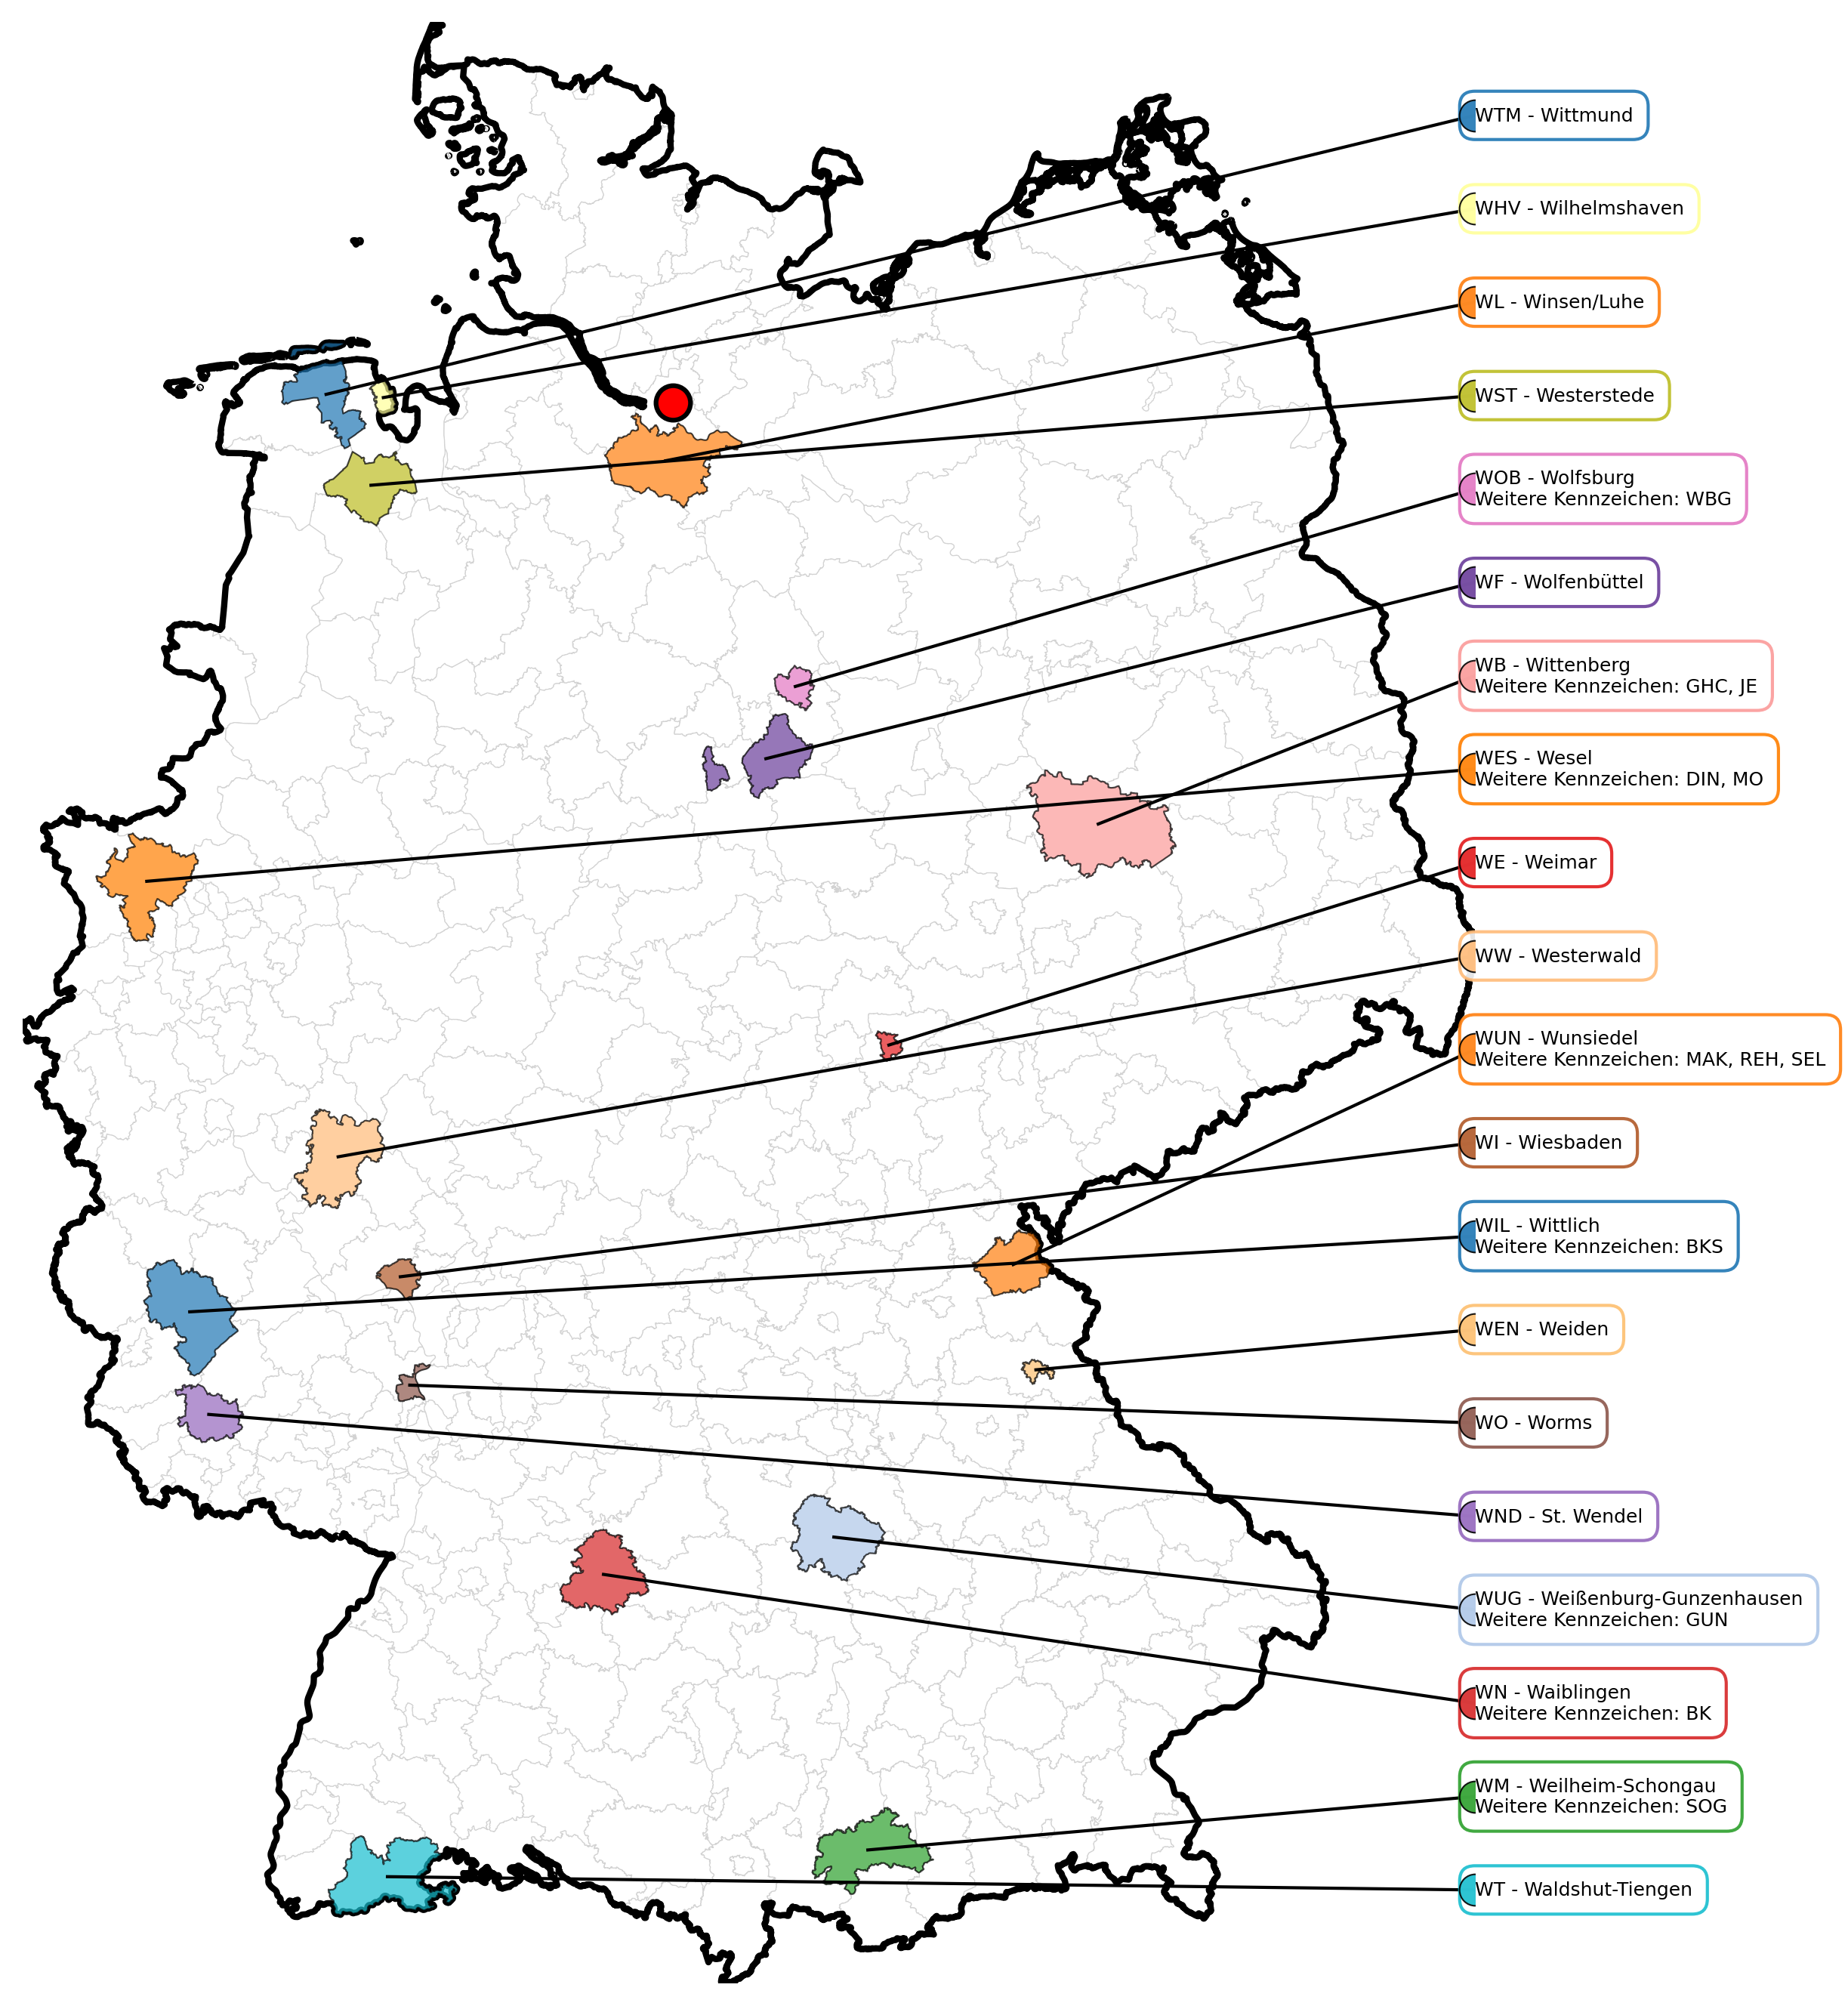 WTM - Wittmund
WHV - Wilhelmshaven
WL - Winsen/Luhe
WST - Westerstede
WOB - Wolfsburg
Weitere Kennzeichen: WBG
WF - Wolfenbüttel
WB - Wittenberg
Weitere Kennzeichen: GHC, JE
WES - Wesel
Weitere Kennzeichen: DIN, MO
WE - Weimar
WW - Westerwald
WUN - Wunsiedel
Weitere Kennzeichen: MAK, REH, SEL
WI - Wiesbaden
WIL - Wittlich
Weitere Kennzeichen: BKS
WEN - Weiden
WO - Worms
WND - St. Wendel
WUG - Weißenburg-Gunzenhausen
Weitere Kennzeichen: GUN
WN - Waiblingen
Weitere Kennzeichen: BK
WM - Weilheim-Schongau
Weitere Kennzeichen: SOG
WT - Waldshut-Tiengen